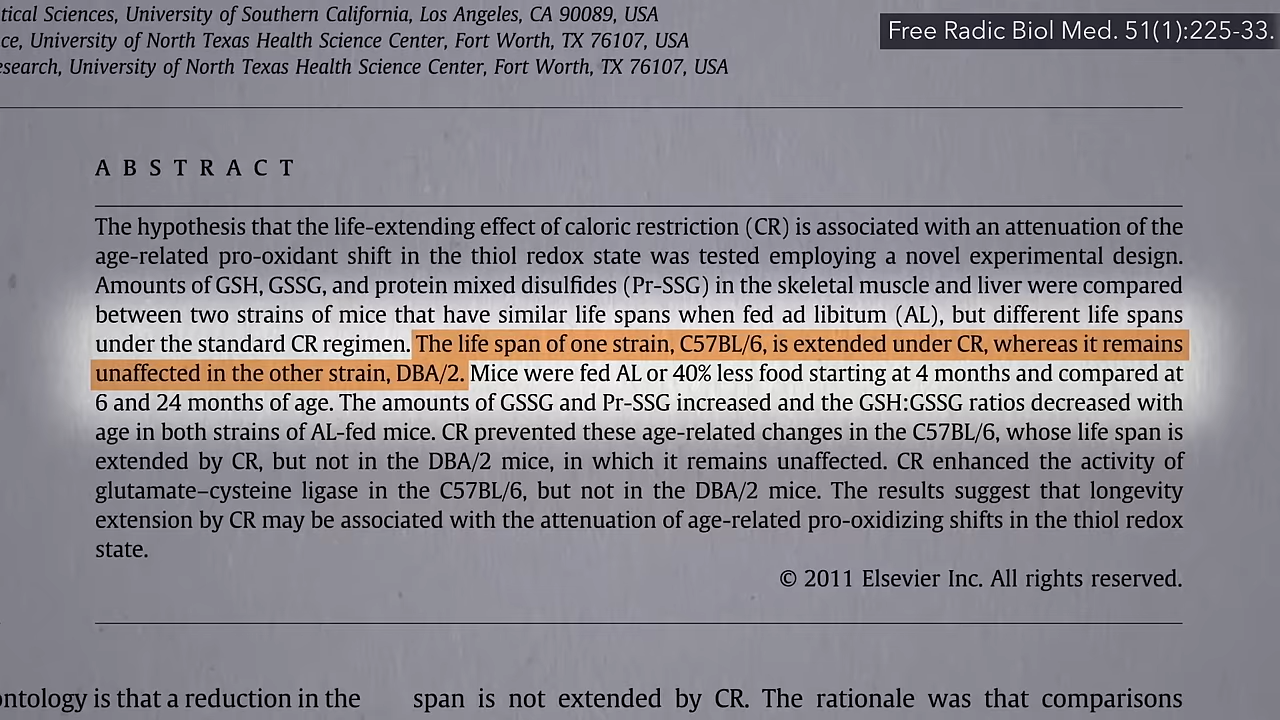 tical Sciences, University of Southern California, Los Angeles, CA 90089, USA
Free Radic Biol Med. 51(1):225-33.
ce, University of North Texas Health Science Center, Fort Worth, TX 76107, USA
esearch, University of North Texas Health Science Center, Fort Worth, TX 76107, USA
ABSTRACT
The hypothesis that the life-extending effect of caloric restriction (CR) is associated with an attenuation of the
age-related pro-oxidant shift in the thiol redox state was tested employing a novel experimental design.
Amounts of GSH, GSSG, and protein mixed disulfides (Pr-SSG) in the skeletal muscle and liver were compared
between two strains of mice that have similar life spans when fed ad libitum (AL), but different life spans
under the standard CR regimen. The life span of one strain, C57BL/6, is extended under CR, whereas it remains
unaffected in the other strain, DBA/2. Mice were fed AL or 40% less food starting at 4 months and compared at
6 and 24 months of age. The amounts of GSSG and Pr-SSG increased and the GSH:GSSG ratios decreased with
age in both strains of AL-fed mice. CR prevented these age-related changes in the C57BL/6, whose life span is
extended by CR, but not in the DBA/2 mice, in which it remains unaffected. CR enhanced the activity of
glutamate–cysteine ligase in the C57BL/6, but not in the DBA/2 mice. The results suggest that longevity
extension by CR may be associated with the attenuation of age-related pro-oxidizing shifts in the thiol redox
state.
© 2011 Elsevier Inc. All rights reserved.
ontology is that a reduction in the
span is not extended by CR. The rationale was that comparisons